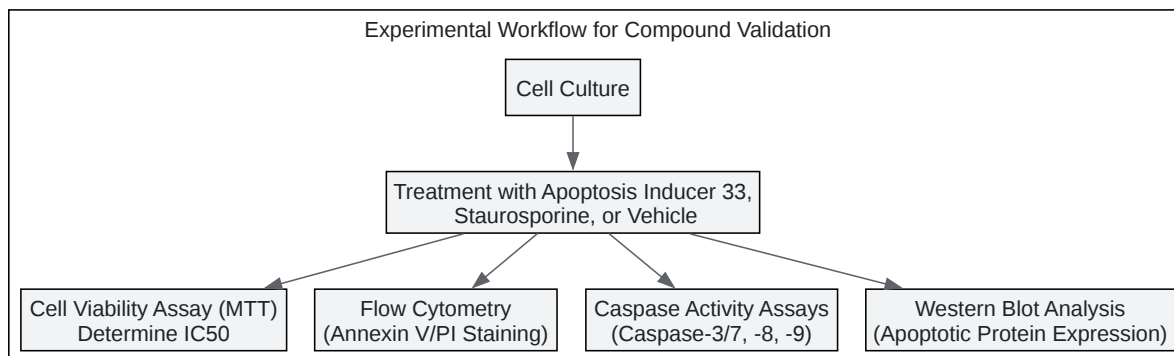 Experimental Workflow for Compound Validation
Cell Culture
Treatment with Apoptosis Inducer 33,
Staurosporine, or Vehicle
Cell Viability Assay (MTT)
Determine IC50
Flow Cytometry
(Annexin V/PI Staining)
Caspase Activity Assays
(Caspase-3/7, -8, -9)
Western Blot Analysis
(Apoptotic Protein Expression)